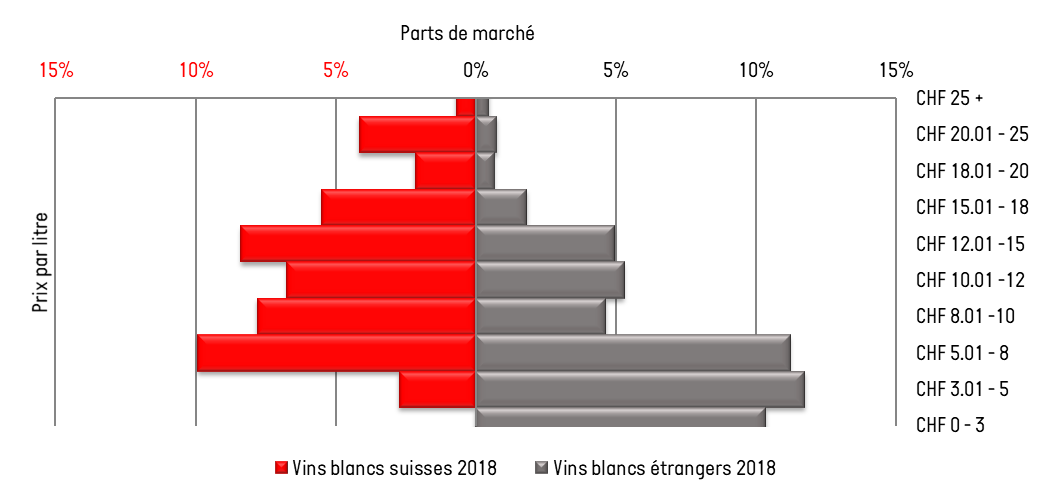 Parts de marché
15% 10% 5% 0% 5% 10% 15%
Prix par litre
CHF 25 +
CHF 20.01 - 25
CHF 18.01 - 20
CHF 15.01 - 18
CHF 12.01 -15
CHF 10.01 -12
CHF 8.01 -10
CHF 5.01 - 8
CHF 3.01 - 5
CHF 0 - 3
Vins blancs suisses 2018 Vins blancs étrangers 2018